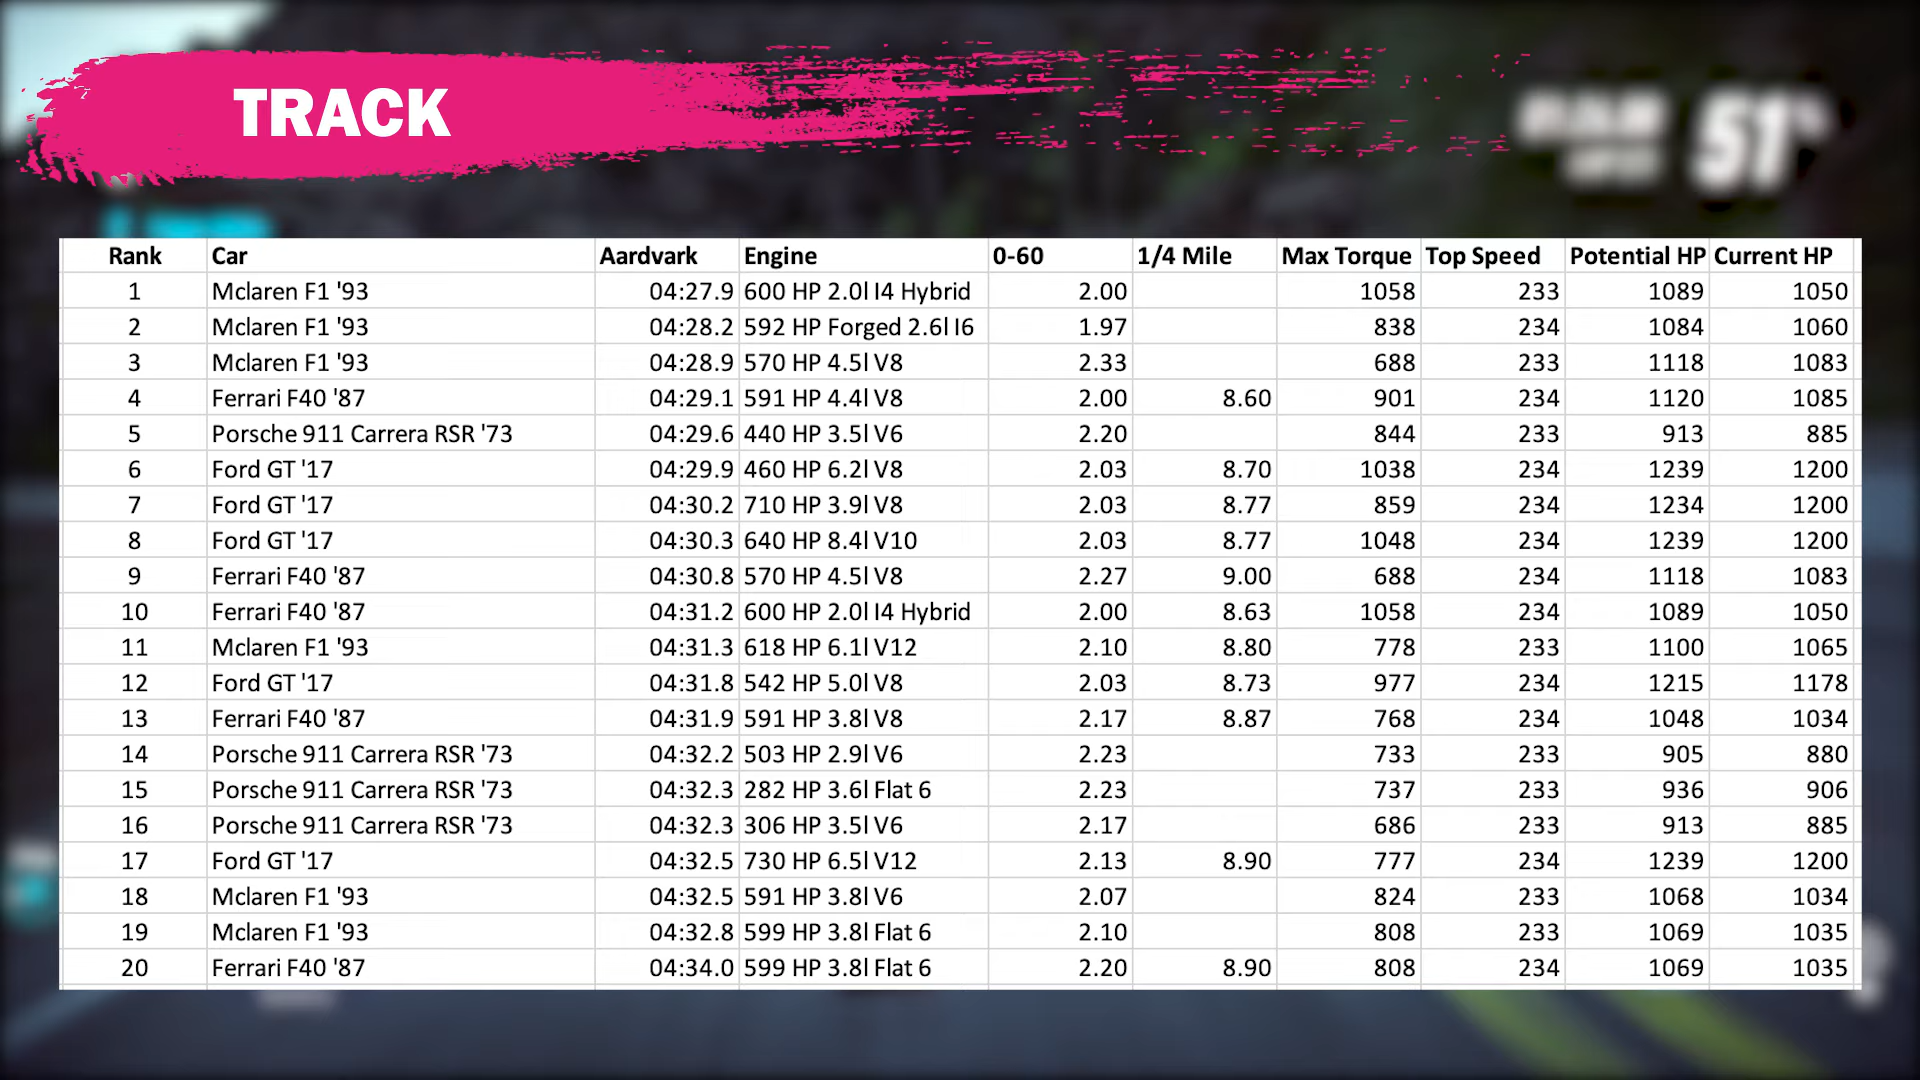 TRACK
51
Rank Car Aardvark Engine 0-60 1/4 Mile Max Torque Top Speed Potential HP Current HP
1 Mclaren F1 '93 04:27.9 600 HP 2.0l I4 Hybrid 2.00 1058 233 1089 1050
2 Mclaren F1 '93 04:28.2 592 HP Forged 2.6l I6 1.97 838 234 1084 1060
3 Mclaren F1 '93 04:28.9 570 HP 4.5l V8 2.33 688 233 1118 1083
4 Ferrari F40 '87 04:29.1 591 HP 4.4l V8 2.00 8.60 901 234 1120 1085
5 Porsche 911 Carrera RSR '73 04:29.6 440 HP 3.5l V6 2.20 844 233 913 885
6 Ford GT '17 04:29.9 460 HP 6.2l V8 2.03 8.70 1038 234 1239 1200
7 Ford GT '17 04:30.2 710 HP 3.9l V8 2.03 8.77 859 234 1234 1200
8 Ford GT '17 04:30.3 640 HP 8.4l V10 2.03 8.77 1048 234 1239 1200
9 Ferrari F40 '87 04:30.8 570 HP 4.5l V8 2.27 9.00 688 234 1118 1083
10 Ferrari F40 '87 04:31.2 600 HP 2.0l I4 Hybrid 2.00 8.63 1058 234 1089 1050
11 Mclaren F1 '93 04:31.3 618 HP 6.1l V12 2.10 8.80 778 233 1100 1065
12 Ford GT '17 04:31.8 542 HP 5.0l V8 2.03 8.73 977 234 1215 1178
13 Ferrari F40 '87 04:31.9 591 HP 3.8l V8 2.17 8.87 768 234 1048 1034
14 Porsche 911 Carrera RSR '73 04:32.2 503 HP 2.9l V6 2.23 733 233 905 880
15 Porsche 911 Carrera RSR '73 04:32.3 282 HP 3.6l Flat 6 2.23 737 233 936 906
16 Porsche 911 Carrera RSR '73 04:32.3 306 HP 3.5l V6 2.17 686 233 913 885
17 Ford GT '17 04:32.5 730 HP 6.5l V12 2.13 8.90 777 234 1239 1200
18 Mclaren F1 '93 04:32.5 591 HP 3.8l V6 2.07 824 233 1068 1034
19 Mclaren F1 '93 04:32.8 599 HP 3.8l Flat 6 2.10 808 233 1069 1035
20 Ferrari F40 '87 04:34.0 599 HP 3.8l Flat 6 2.20 8.90 808 234 1069 1035